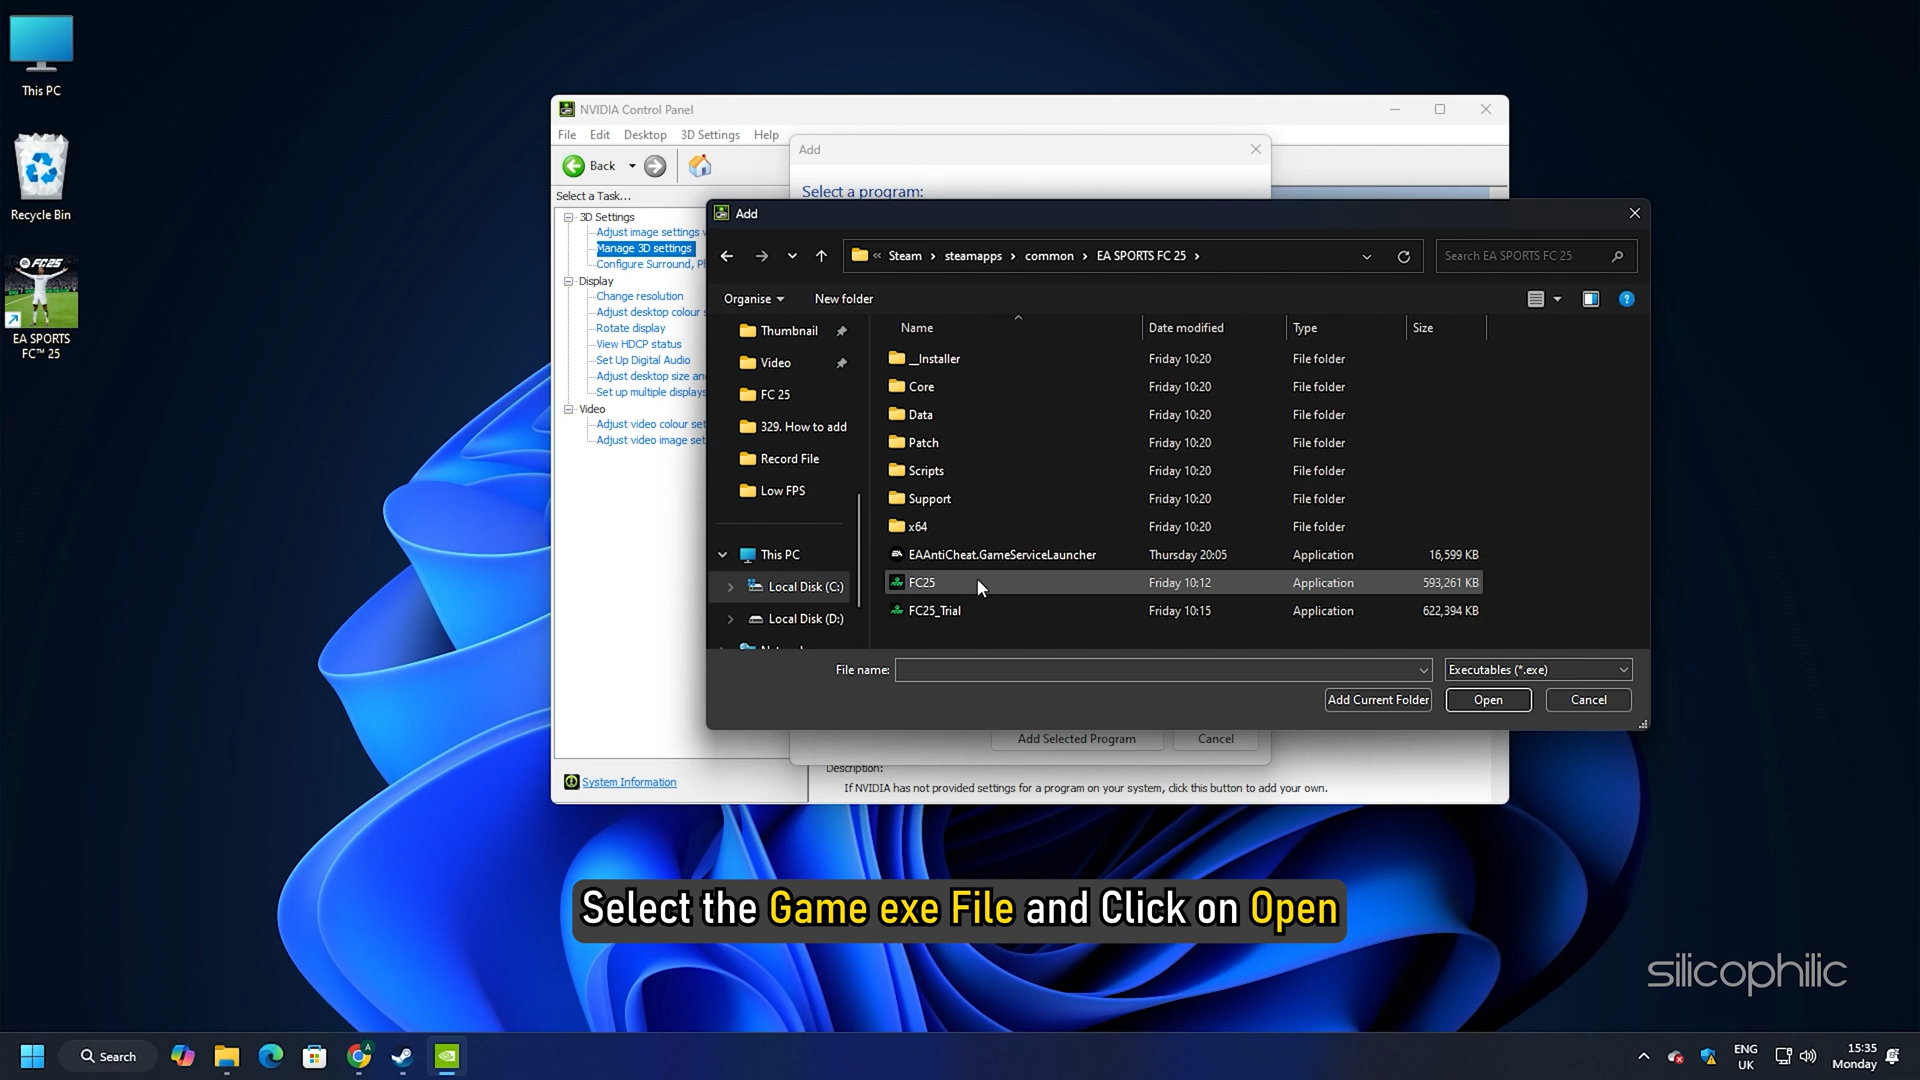 This PC
Recycle Bin
FC25
EA SPORTS
FC™ 25
NVIDIA Control Panel
File Edit Desktop 3D Settings Help
Back
Select a Task...
3D Settings
Adjust image settings
Manage 3D settings
Configure Surround,
Display
Change resolution
Adjust desktop colour
Rotate display
View HDCP status
Set Up Digital Audio
Adjust desktop size
Set up multiple displays
Video
Adjust video colour
Adjust video image
System Information
Add
Select a program:
Add
« Steam > steamapps > common > EA SPORTS FC 25 >
Search EA SPORTS FC 25
Organise New folder
Thumbnail
Video
FC 25
329. How to add
Record File
Low FPS
This PC
Local Disk (C:)
Local Disk (D:)
Name Date modified Type Size
__Installer Friday 10:20 File folder
Core Friday 10:20 File folder
Data Friday 10:20 File folder
Patch Friday 10:20 File folder
Scripts Friday 10:20 File folder
Support Friday 10:20 File folder
x64 Friday 10:20 File folder
EAAntiCheat.GameServiceLauncher Thursday 20:05 Application 16,599 KB
FC25 Friday 10:12 Application 593,261 KB
FC25_Trial Friday 10:15 Application 622,394 KB
File name: Executables (*.exe)
Add Current Folder Open Cancel
Add Selected Program Cancel
Description:
If NVIDIA has not provided settings for a program on your system, click this button to add your own.
Select the Game exe File and Click on Open
silicophilic
Search
A
ENG
UK
15:35
Monday